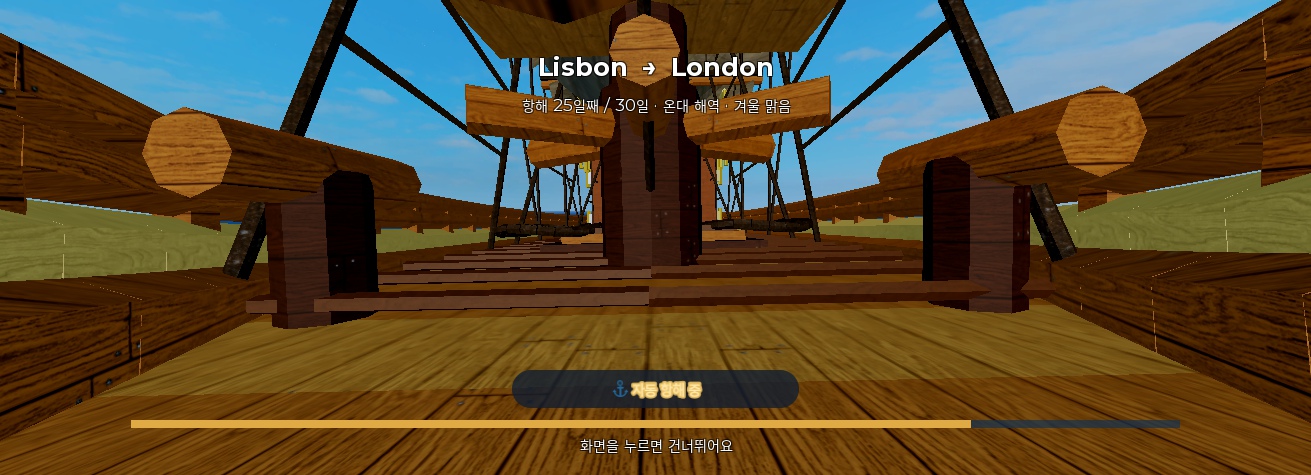 Lisbon → London
항해 25일째 / 30일 · 온대 해역 · 겨울 맑음
⚓ 자동 항해 중
화면을 누르면 건너뛰어요